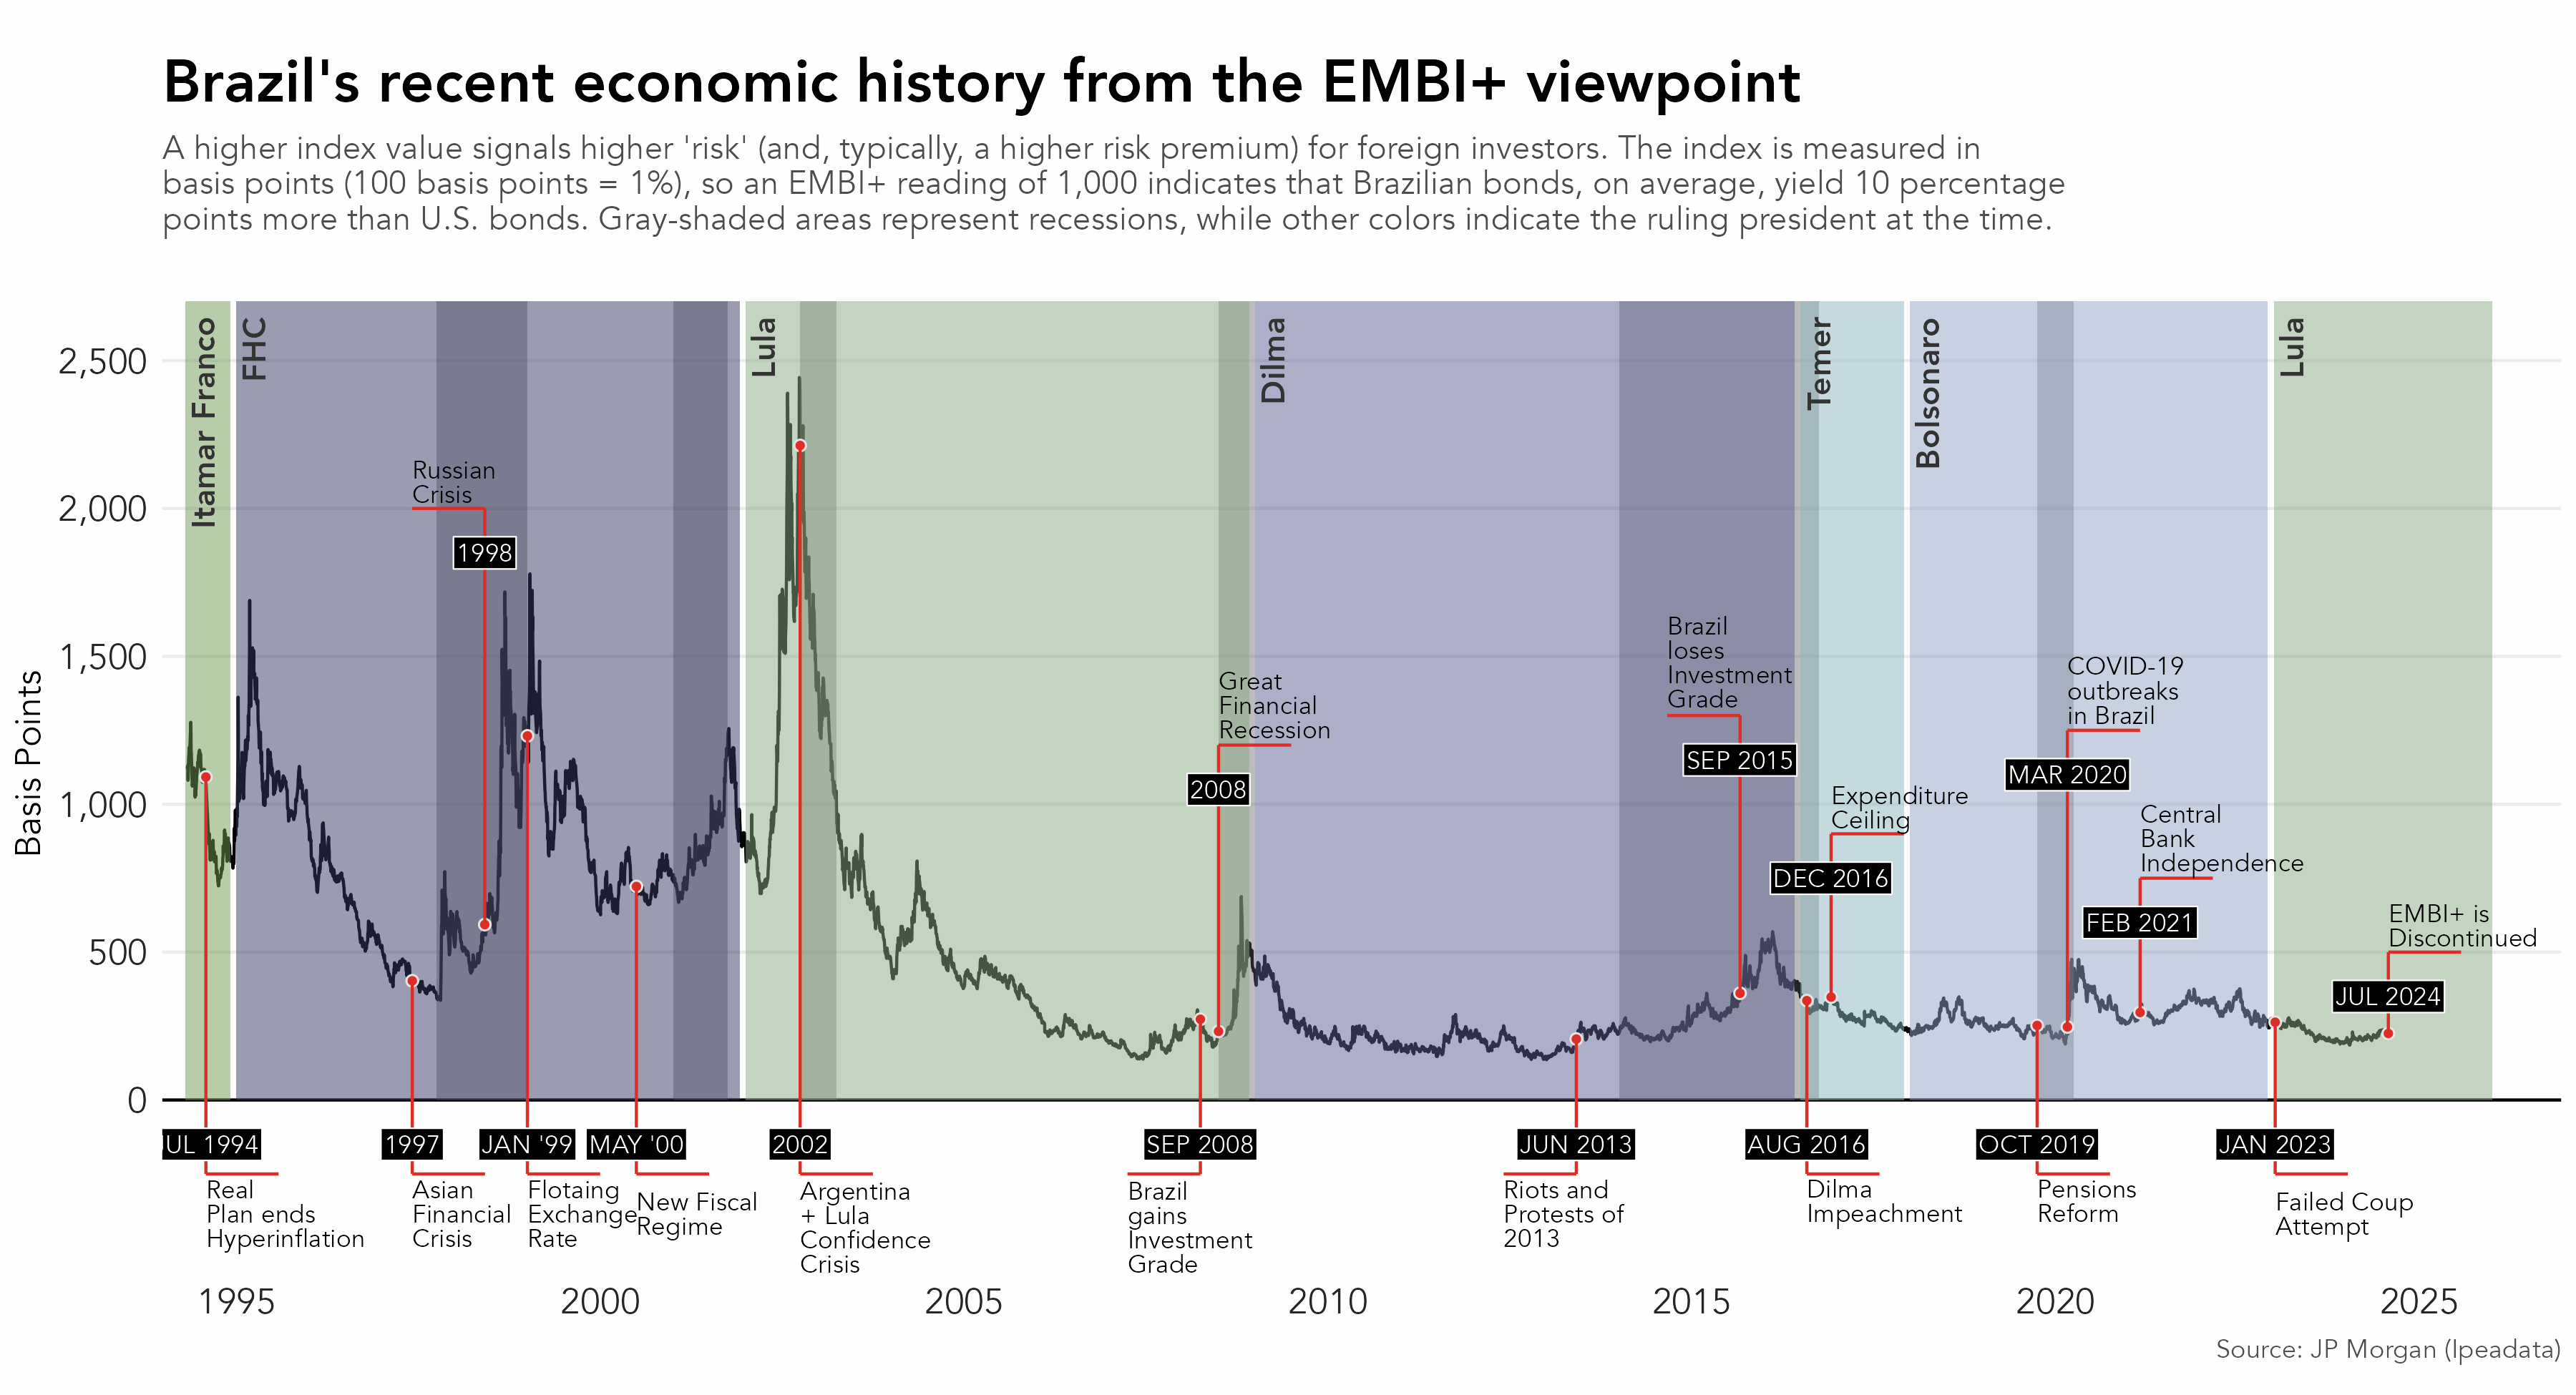 Brazil's recent economic history from the EMBI+ viewpoint
A higher index value signals higher 'risk' (and, typically, a higher risk premium) for foreign investors. The index is measured in
basis points (100 basis points = 1%), so an EMBI+ reading of 1,000 indicates that Brazilian bonds, on average, yield 10 percentage
points more than U.S. bonds. Gray-shaded areas represent recessions, while other colors indicate the ruling president at the time.
Basis Points
2,500
2,000
1,500
1,000
500
0
Itamar Franco
FHC
Lula
Dilma
Temer
Bolsonaro
Lula
Russian
Crisis
1998
Great
Financial
Recession
2008
Brazil
loses
Investment
Grade
SEP 2015
Expenditure
Ceiling
DEC 2016
COVID-19
outbreaks
in Brazil
MAR 2020
Central
Bank
Independence
FEB 2021
EMBI+ is
Discontinued
JUL 2024
UL 1994
Real
Plan ends
Hyperinflation
1997
Asian
Financial
Crisis
JAN '99
Flotaing
Exchange
Rate
MAY '00
New Fiscal
Regime
2002
Argentina
+ Lula
Confidence
Crisis
SEP 2008
Brazil
gains
Investment
Grade
JUN 2013
Riots and
Protests of
2013
AUG 2016
Dilma
Impeachment
OCT 2019
Pensions
Reform
JAN 2023
Failed Coup
Attempt
1995
2000
2005
2010
2015
2020
2025
Source: JP Morgan (Ipeadata)